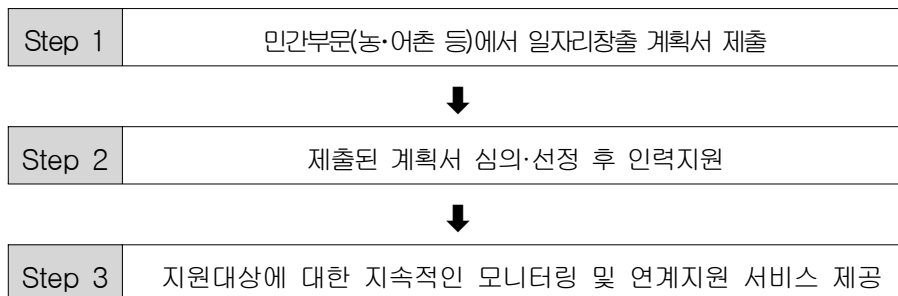 Step 1 민간부문(농·어촌 등)에서 일자리창출 계획서 제출
Step 2 제출된 계획서 심의·선정 후 인력지원
Step 3 지원대상에 대한 지속적인 모니터링 및 연계지원 서비스 제공